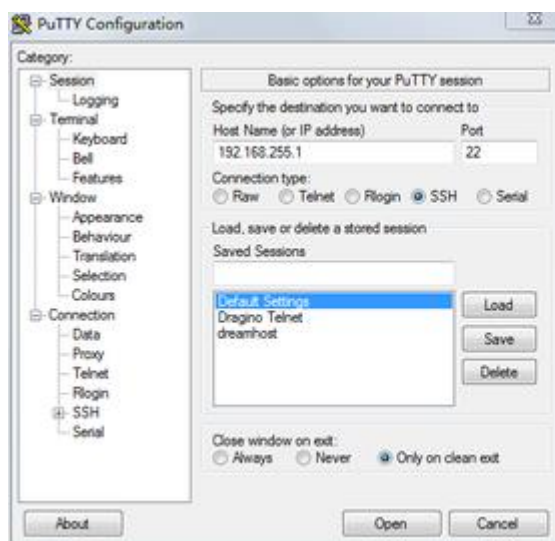 PuTTY Configuration
Category:
Session
Logging
Terminal
Keyboard
Bell
Features
Window
Appearance
Behaviour
Translation
Selection
Colours
Connection
Data
Proxy
Telnet
Rlogin
SSH
Serial
Basic options for your PuTTY session
Specify the destination you want to connect to
Host Name (or IP address) Port
192.168.255.1 22
Connection type:
Raw Telnet Rlogin SSH Serial
Load, save or delete a stored session
Saved Sessions
Default Settings
Dragino Telnet
dreamhost
Load
Save
Delete
Close window on exit:
Always Never Only on clean exit
About Open Cancel